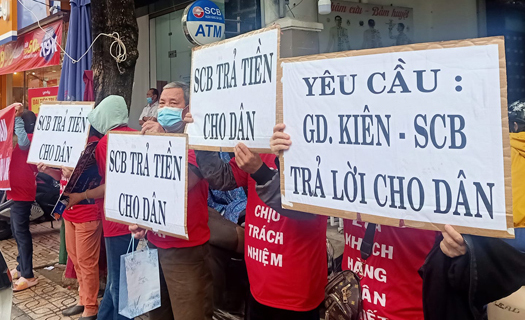 SCB
ATM
SCB TRẢ TIỀN
CHO DÂN
SCB TRẢ TIỀN
CHO DÂN
SCB TRẢ TIỀN
CHO DÂN
YÊU CẦU :
GD. KIÊN - SCB
TRẢ LỜI CHO DÂN
CHỊU
TRÁCH
NHIỆM
KHÁCH
HÀNG